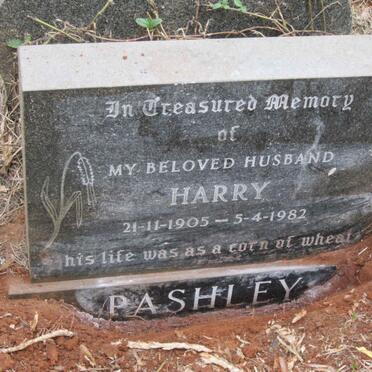 In Treasured Memory
of
MY BELOVED HUSBAND
HARRY
21-11-1905 - 5-4-1982
his life was as a corn of wheat
PASHLEY